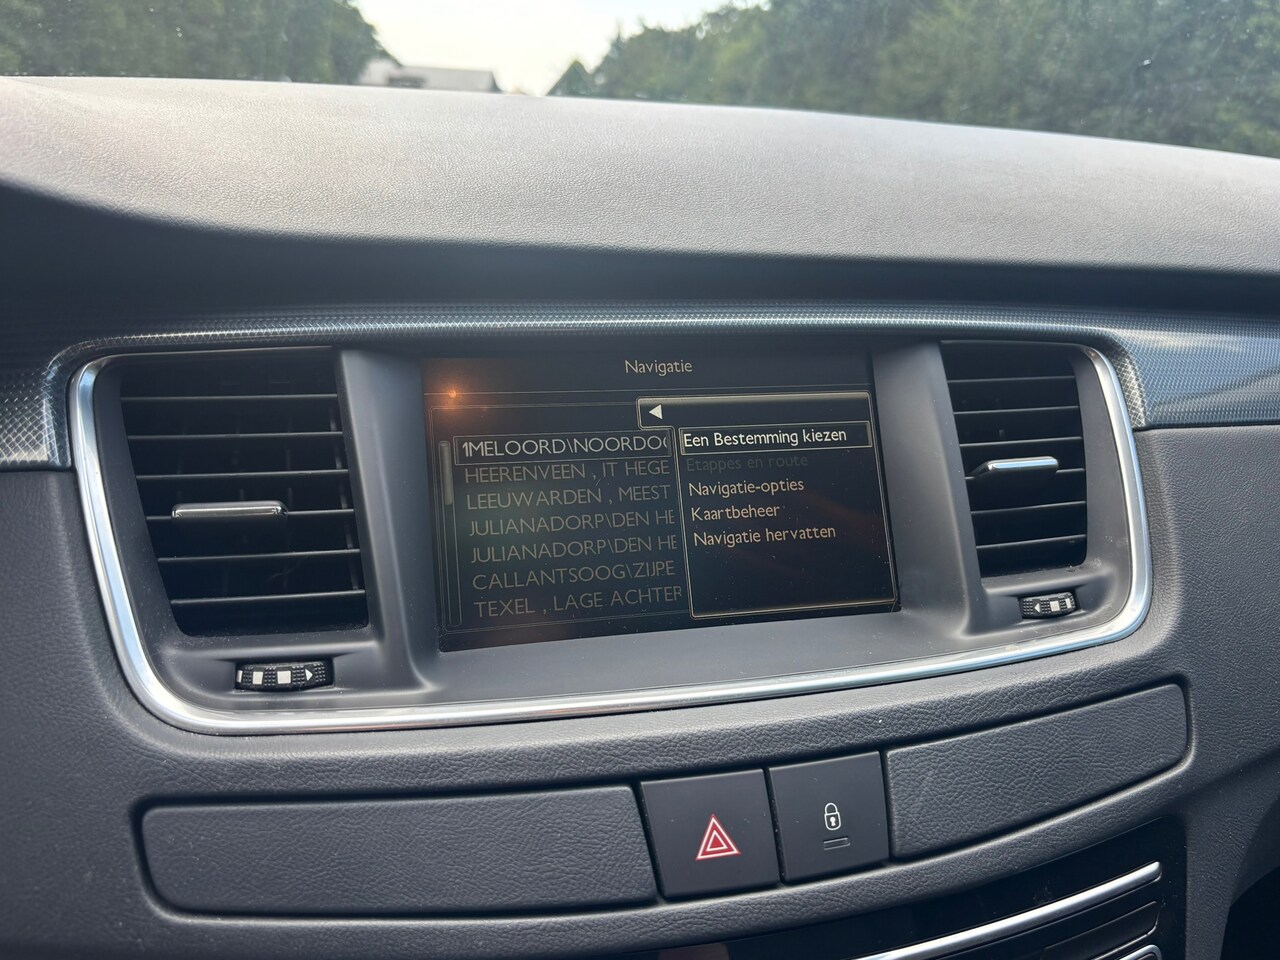 Navigatie
1MELOORD\NOORDO
HEERENVEEN , IT HEGE
LEEUWARDEN , MEEST
JULIANADORP\DEN HE
JULIANADORP\DEN HE
CALLANTSOOG\ZIJPE
TEXEL , LAGE ACHTER
Een Bestemming kiezen
Etappes en route
Navigatie-opties
Kaartbeheer
Navigatie hervatten